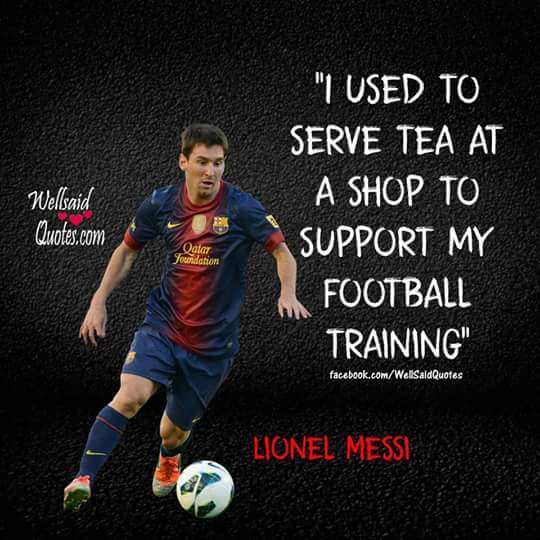 "I USED TO
SERVE TEA AT
A SHOP TO
SUPPORT MY
FOOTBALL
TRAINING"
facebook.com/WellSaidQuotes
LIONEL MESSI
Wellsaid
Quotes.com
Qatar
Foundation